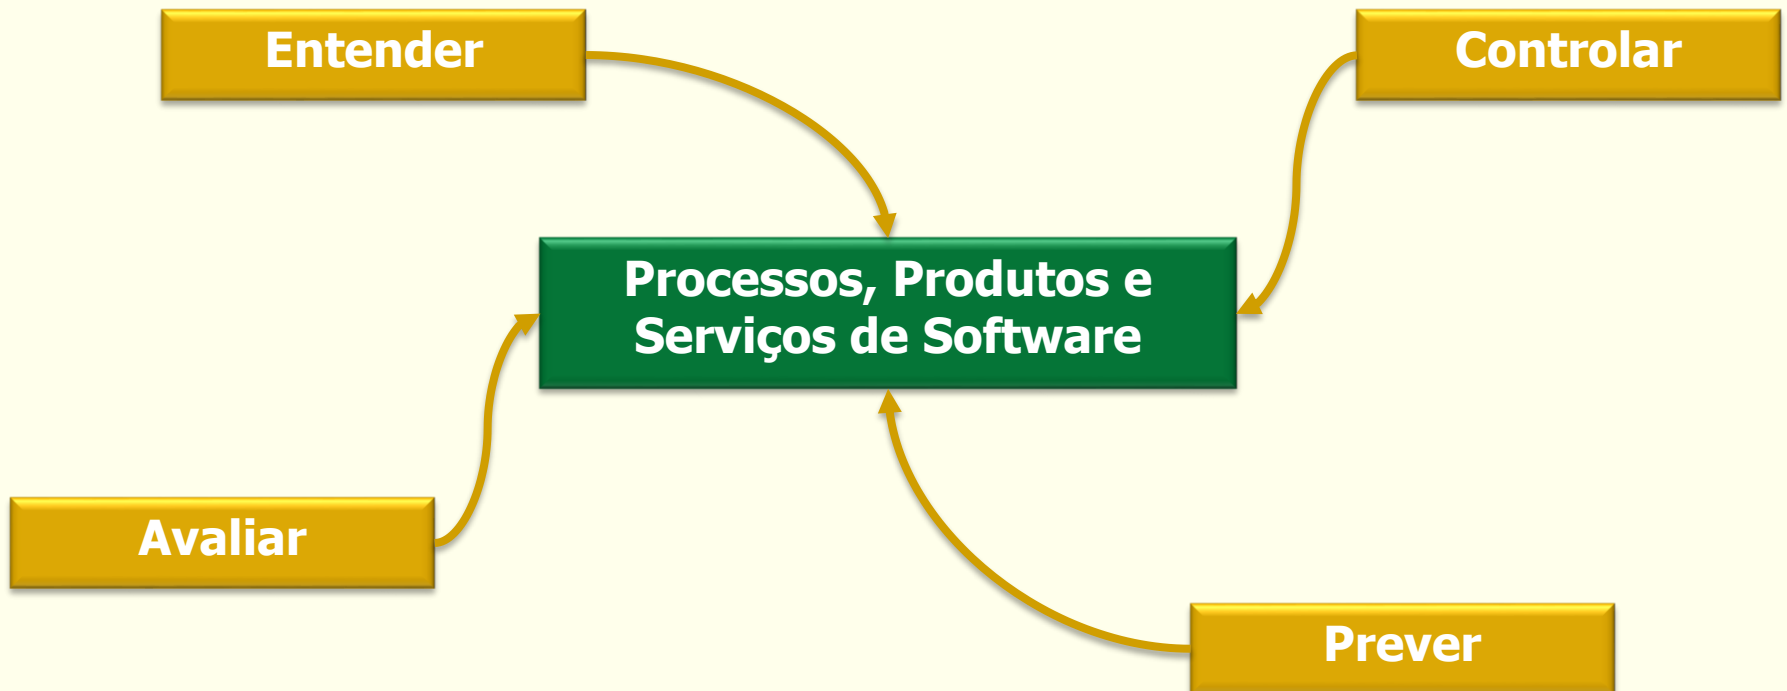 Entender
Controlar
Processos, Produtos e
Serviços de Software
Avaliar
Prever